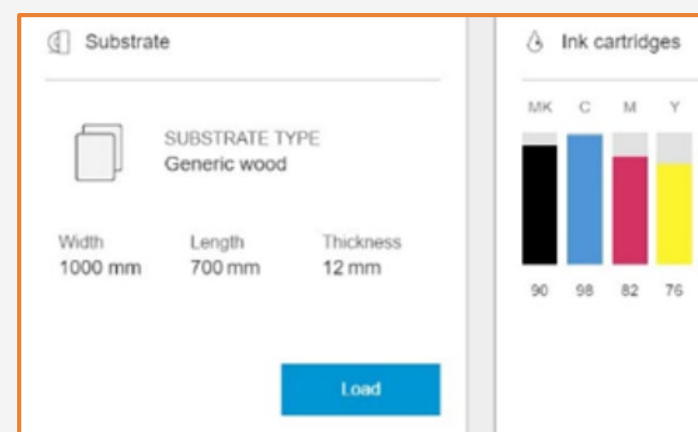 Substrate
SUBSTRATE TYPE
Generic wood
Width Length Thickness
1000 mm 700 mm 12 mm
Load
Ink cartridges
MK C M Y
90 98 82 76